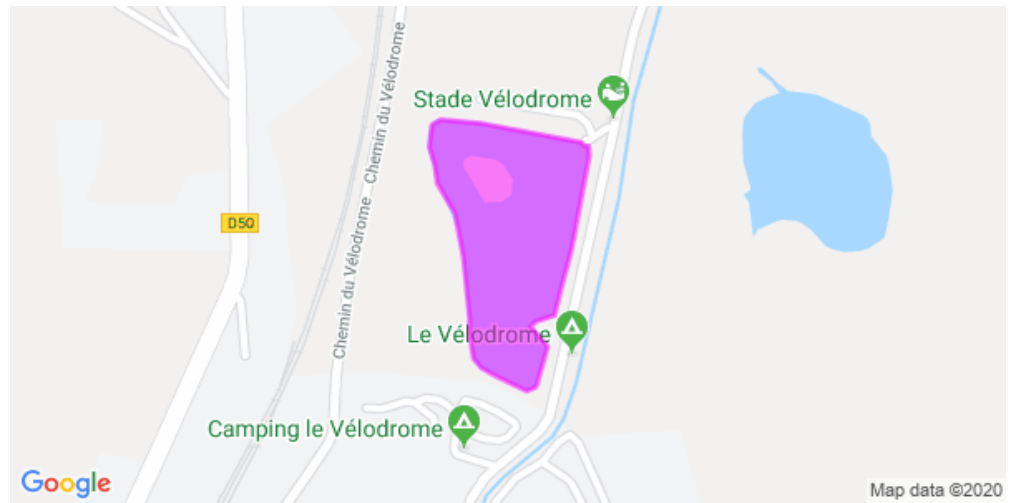 Stade Vélodrome
Chemin du Vélodrome
Chemin du Vélodrome
D50
Le Vélodrome
Camping le Vélodrome
Google
Map data ©2020